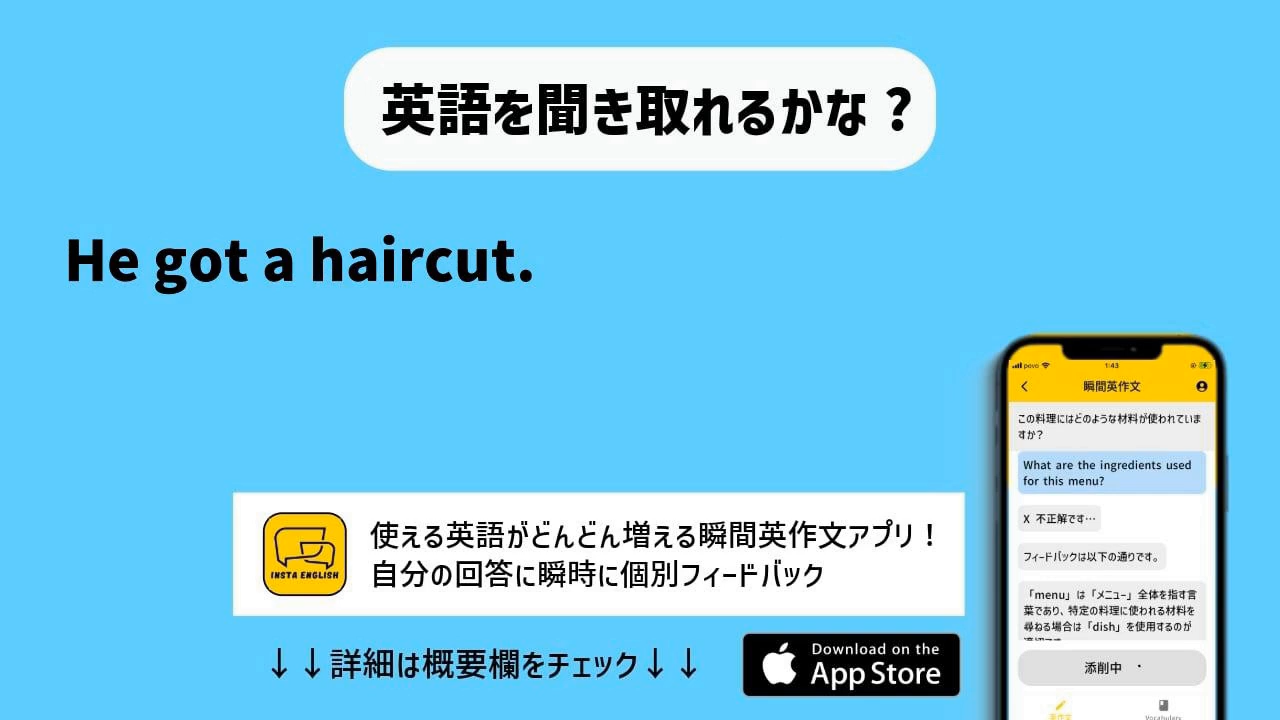 英語を聞き取れるかな？
He got a haircut.
povo
1:43
瞬間英作文
この料理にはどのような材料が使われていま
すか？
What are the ingredients used
for this menu?
X 不正解です…
フィードバックは以下の通りです。
「menu」は「メニュー」全体を指す言
葉であり、特定の料理に使われる材料を
尋ねる場合は「dish」を使用するのが
添削中
英作文
Vocabulary
INSTA ENGLISH
使える英語がどんどん増える瞬間英作文アプリ！
自分の回答に瞬時に個別フィードバック
↓↓詳細は概要欄をチェック↓↓
Download on the
App Store